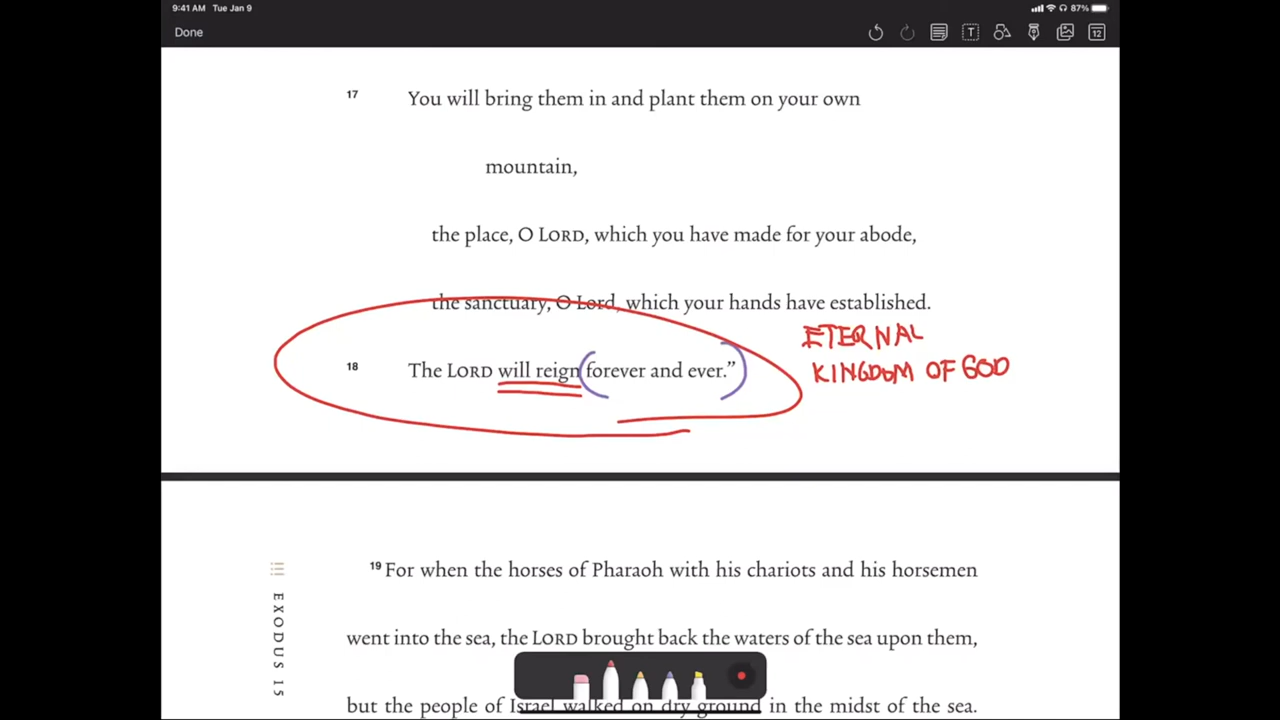 9:41 AM Tue Jan 9
87%
Done
T
12
17 You will bring them in and plant them on your own
mountain,
the place, O LORD, which you have made for your abode,
the sanctuary, O Lord, which your hands have established.
ETERNAL
18 The LORD will reign (forever and ever.”)
KINGDOM OF GOD
19 For when the horses of Pharaoh with his chariots and his horsemen
went into the sea, the LORD brought back the waters of the sea upon them,
but the people of Israel walked on dry ground in the midst of the sea.
EXODUS 15